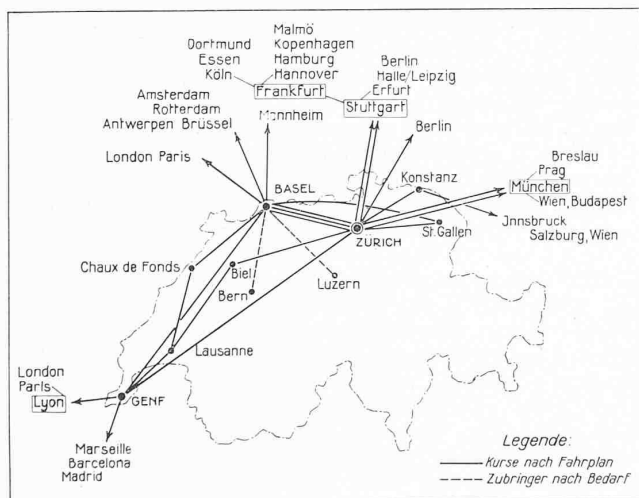 Malmö
Dortmund Kopenhagen
Essen Hamburg
Köln Hannover
Frankfurt
Berlin
Halle/Leipzig
Erfurt
Stuttgart
Amsterdam
Rotterdam
Antwerpen Brüssel
Mannheim
Berlin
London Paris
Breslau
Prag
München
Wien, Budapest
Konstanz
BASEL
Jnnsbruck
Salzburg, Wien
St. Gallen
ZÜRICH
Chaux de Fonds
Biel
Luzern
Bern
Lausanne
London
Paris
Lyon
GENF
Marseille
Barcelona
Madrid
Legende:
Kurse nach Fahrplan
Zubringer nach Bedarf